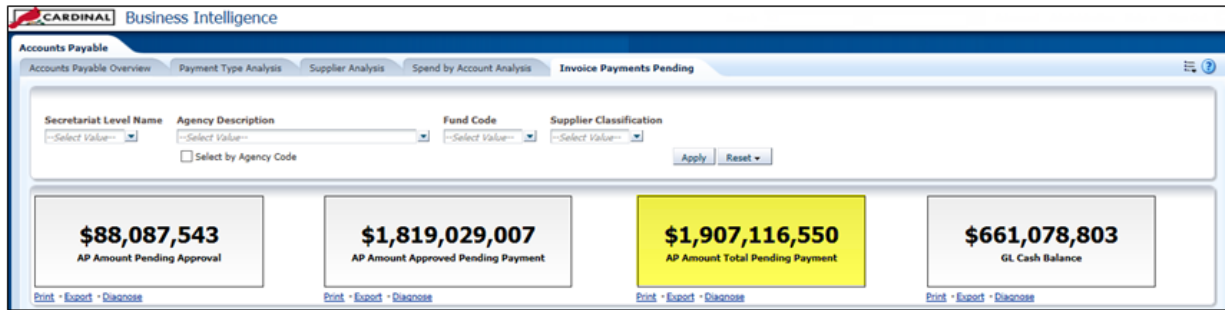 CARDINAL Business Intelligence
Accounts Payable
Accounts Payable Overview Payment Type Analysis Supplier Analysis Spend by Account Analysis Invoice Payments Pending ?
Secretariat Level Name Agency Description Fund Code Supplier Classification
--Select Value-- --Select Value-- --Select Value-- --Select Value--
Select by Agency Code Apply Reset
$88,087,543 $1,819,029,007 $1,907,116,550 $661,078,803
AP Amount Pending Approval AP Amount Approved Pending Payment AP Amount Total Pending Payment GL Cash Balance
Print - Export - Diagnose Print - Export - Diagnose Print - Export - Diagnose Print - Export - Diagnose